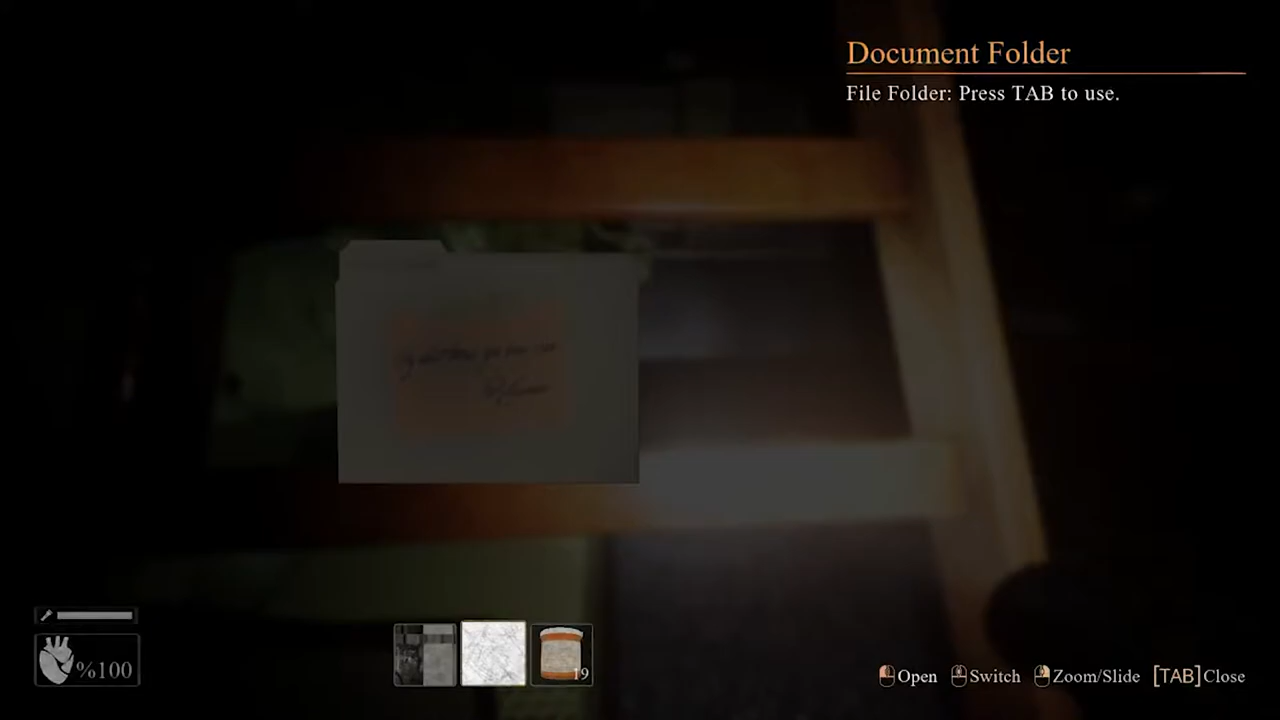 Document Folder
File Folder: Press TAB to use.
%100
19
Open
Switch
Zoom/Slide
[TAB]Close